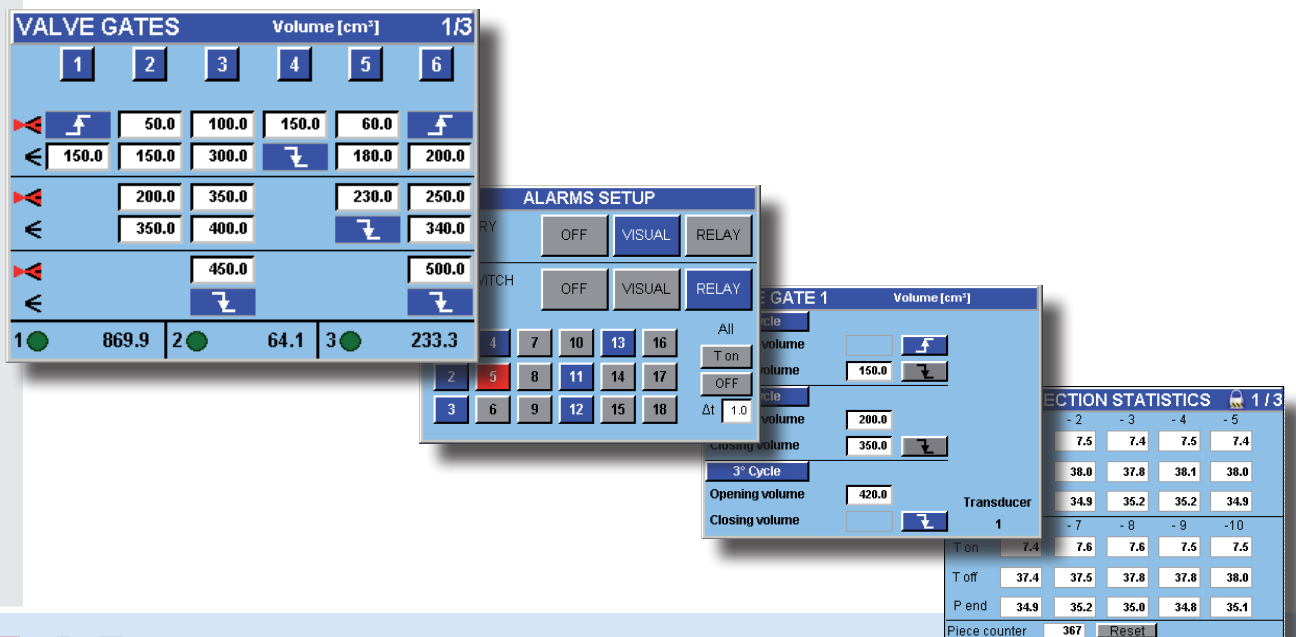 VALVE GATES Volume [cm³] 1/3
1 2 3 4 5 6
50.0 100.0 150.0 60.0
150.0 150.0 300.0 180.0 200.0
200.0 350.0 230.0 250.0
350.0 400.0 340.0
450.0 500.0
1 869.9 2 64.1 3 233.3
ALARMS SETUP
RY OFF VISUAL RELAY
ITCH OFF VISUAL RELAY
All
4 7 10 13 16
T on
2 5 8 11 14 17
OFF
3 6 9 12 15 18
Δt 1.0
E GATE 1 Volume [cm³]
cle
volume
olume 150.0
cle
volume 200.0
Closing volume 350.0
3° Cycle
Opening volume 420.0
Transducer
Closing volume
1
ECTION STATISTICS 1 / 3
- 2 - 3 - 4 - 5
7.5 7.4 7.5 7.4
38.0 37.8 38.1 38.0
34.9 35.2 35.2 34.9
- 7 - 8 - 9 -10
T on 7.4 7.6 7.6 7.5 7.5
T off 37.4 37.5 37.8 37.8 38.0
P end 34.9 35.2 35.0 34.8 35.1
Piece counter 367 Reset